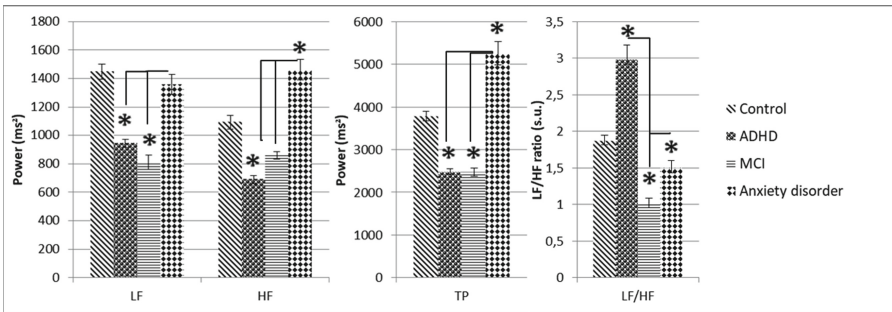 Power (ms²)
1800
1600
1400
1200
1000
800
600
400
200
0
* * * *
LF HF
Power (ms²)
6000
5000
4000
3000
2000
1000
0
* * *
TP
LF/HF ratio (s.u.)
3,5
3
2,5
2
1,5
1
0,5
0
* * *
LF/HF
Control
ADHD
MCI
Anxiety disorder